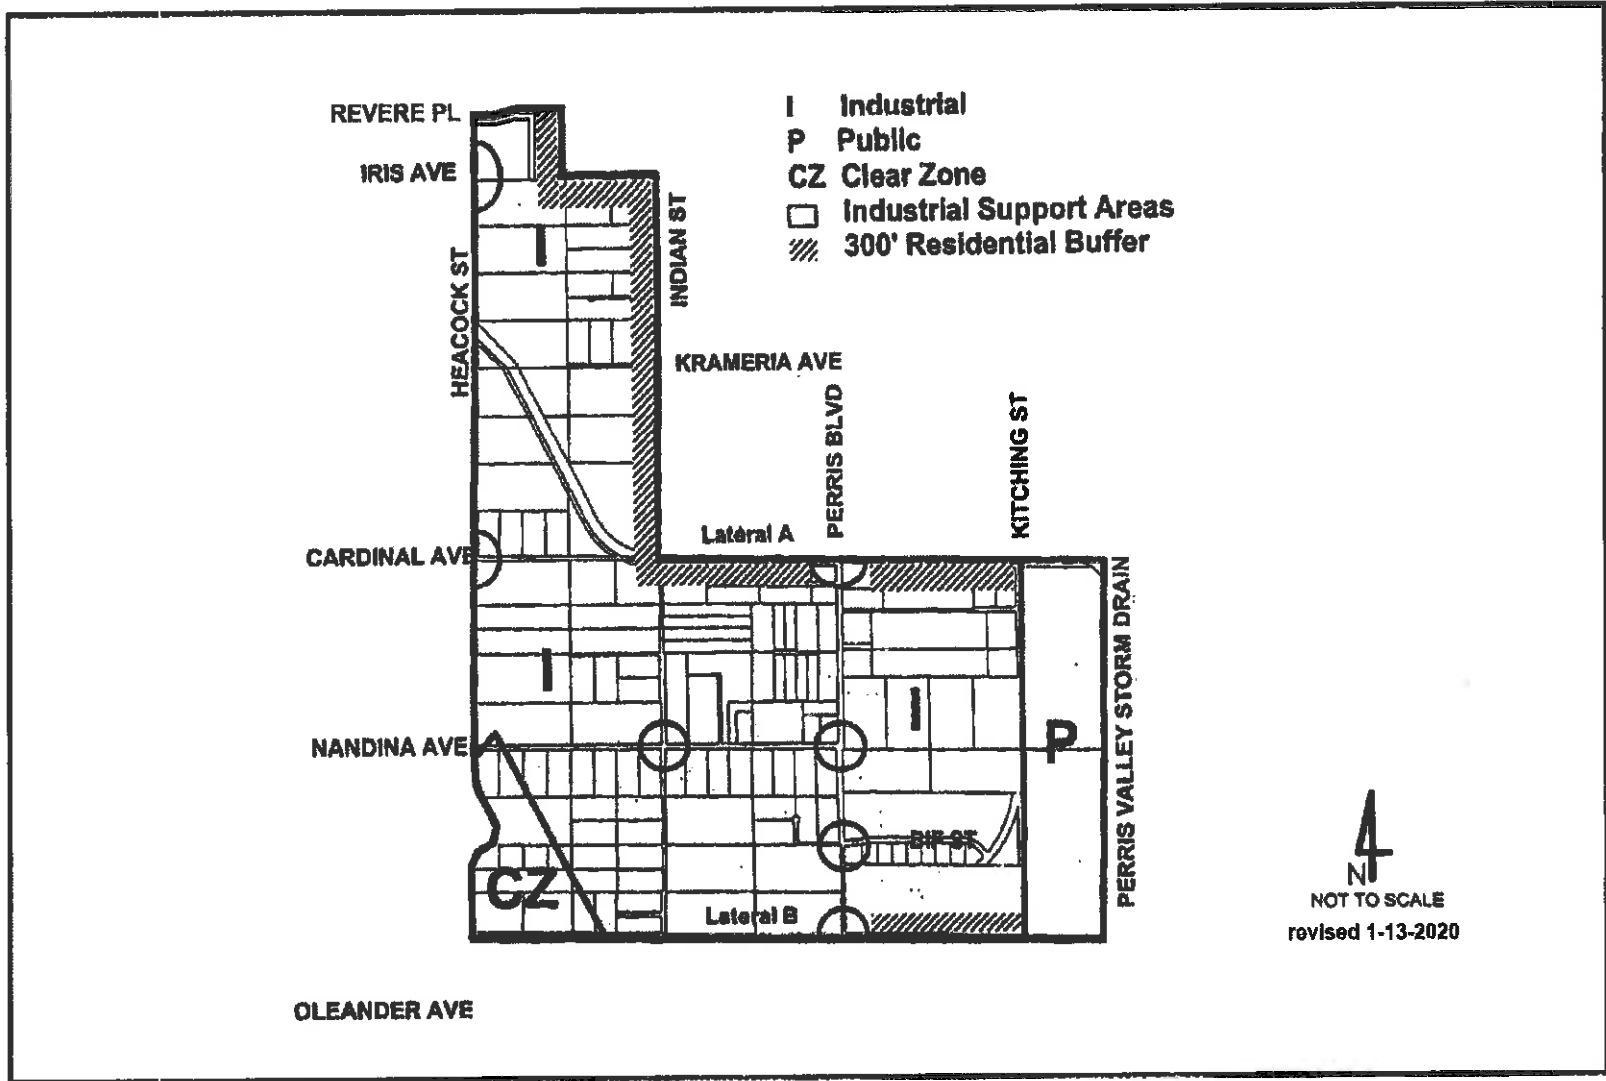 REVERE PL
I Industrial
P Public
IRIS AVE
CZ Clear Zone
Industrial Support Areas
300' Residential Buffer
I
INDIAN ST
HEACOCK ST
KRAMERIA AVE
PERRIS BLVD
KITCHING ST
Lateral A
CARDINAL AVE
PERRIS VALLEY STORM DRAIN
I
P
NANDINA AVE
CZ
Lateral B
N
NOT TO SCALE
revised 1-13-2020
OLEANDER AVE